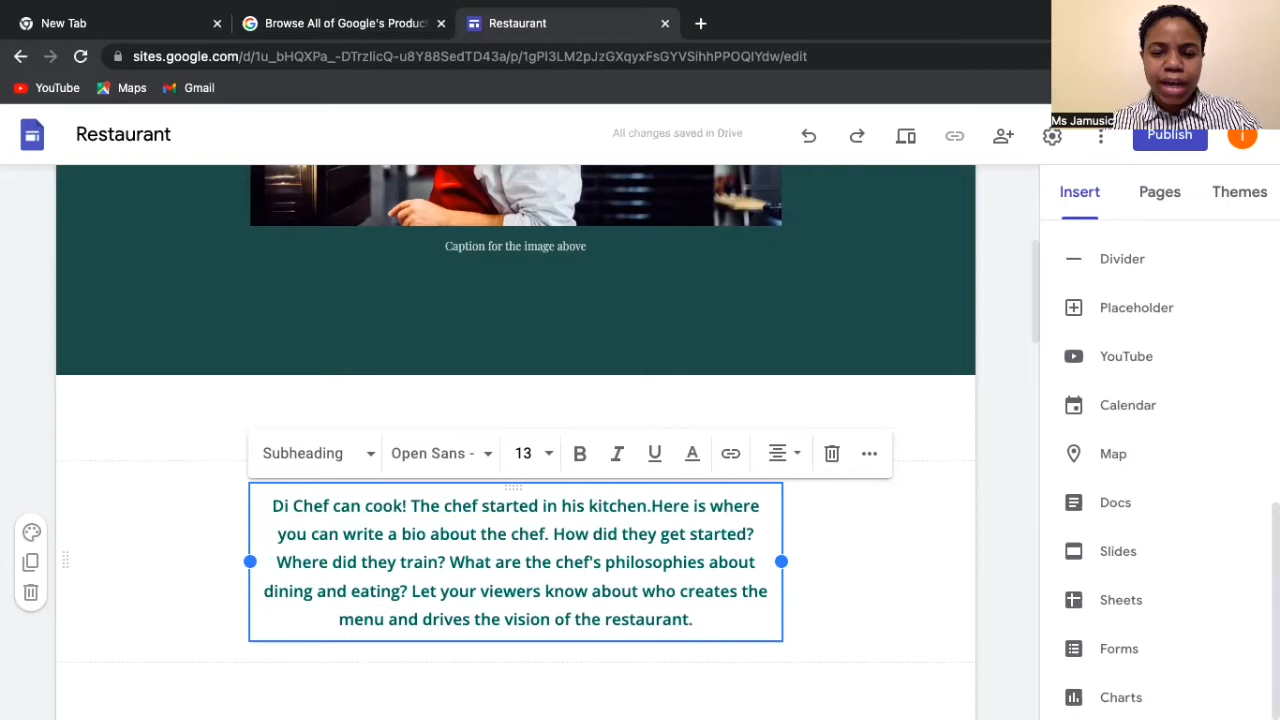 New Tab
Browse All of Google's Produc
Restaurant
sites.google.com/d/1u_bHQXPa_-DTrzlicQ-u8Y88SedTD43a/p/1gPl3LM2pJzGXqyxFsGYVSihhPPOQIYdw/edit
YouTube
Maps
Gmail
Ms Jamusic
Restaurant
All changes saved in Drive
Publish
Insert
Pages
Themes
Caption for the image above
Divider
Placeholder
YouTube
Calendar
Map
Docs
Slides
Sheets
Forms
Charts
Subheading
Open Sans -
13
B I U A
Di Chef can cook! The chef started in his kitchen.Here is where
you can write a bio about the chef. How did they get started?
Where did they train? What are the chef's philosophies about
dining and eating? Let your viewers know about who creates the
menu and drives the vision of the restaurant.